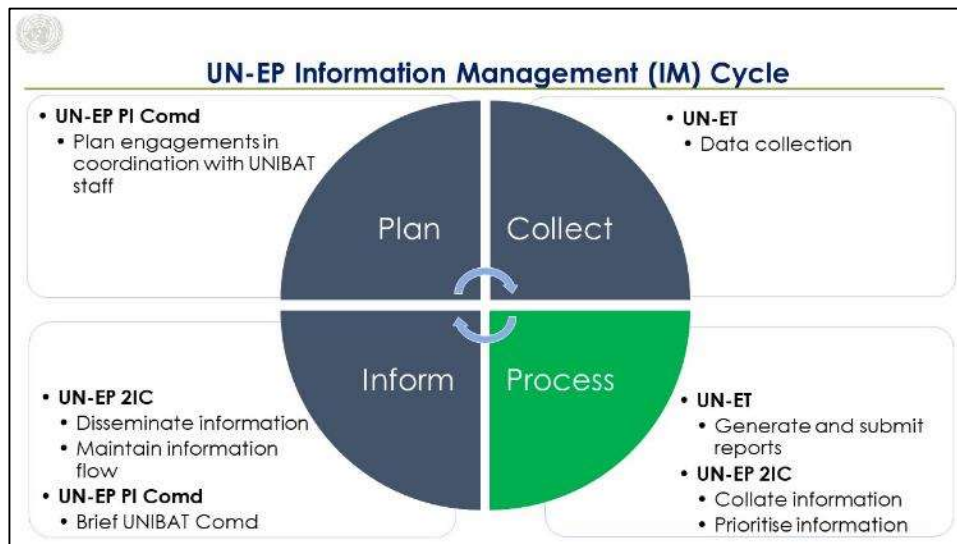 UN-EP Information Management (IM) Cycle
• UN-EP Pl Comd
• Plan engagements in
coordination with UNIBAT
staff
• UN-ET
• Data collection
Plan
Collect
Inform
Process
• UN-EP 2IC
• Disseminate information
• Maintain information
flow
• UN-EP Pl Comd
• Brief UNIBAT Comd
• UN-ET
• Generate and submit
reports
• UN-EP 2IC
• Collate information
• Prioritise information